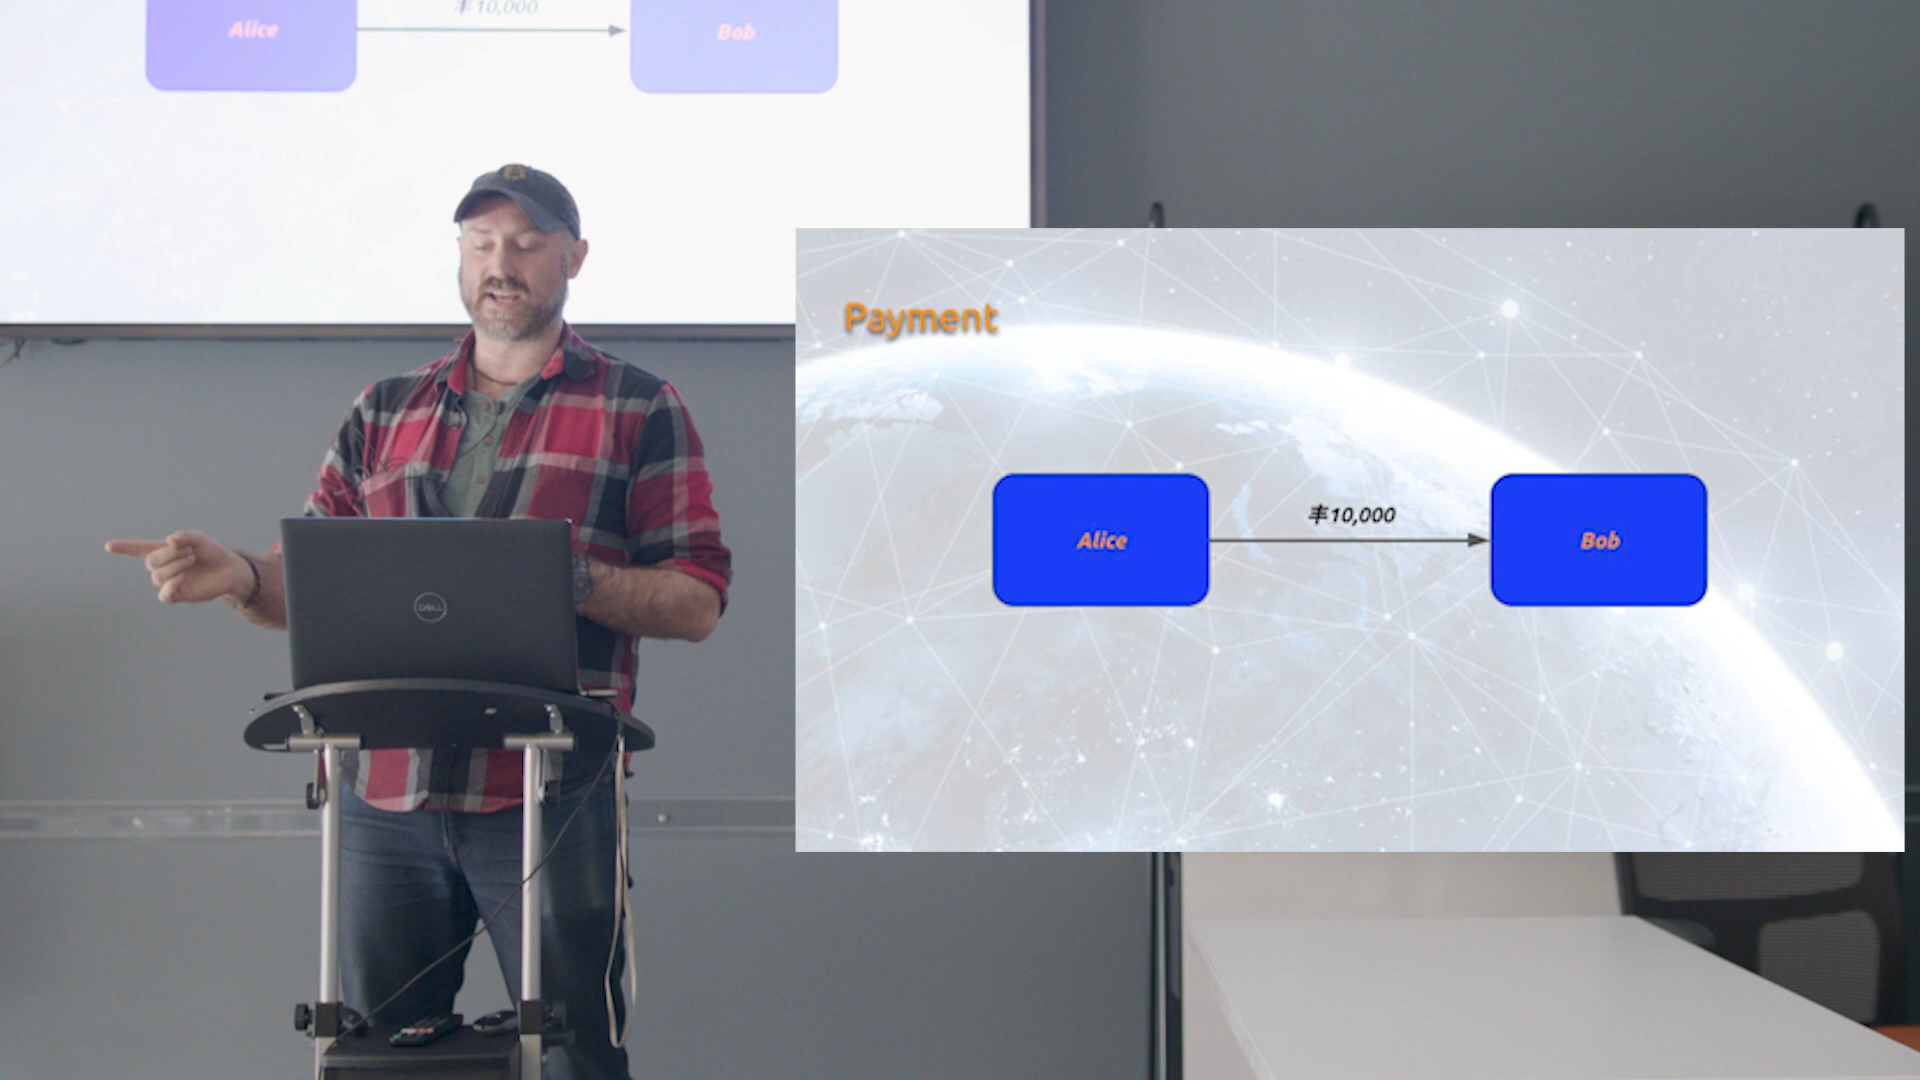 丰10,000
Alice
Bob
Payment
丰10,000
Alice
Bob
DELL